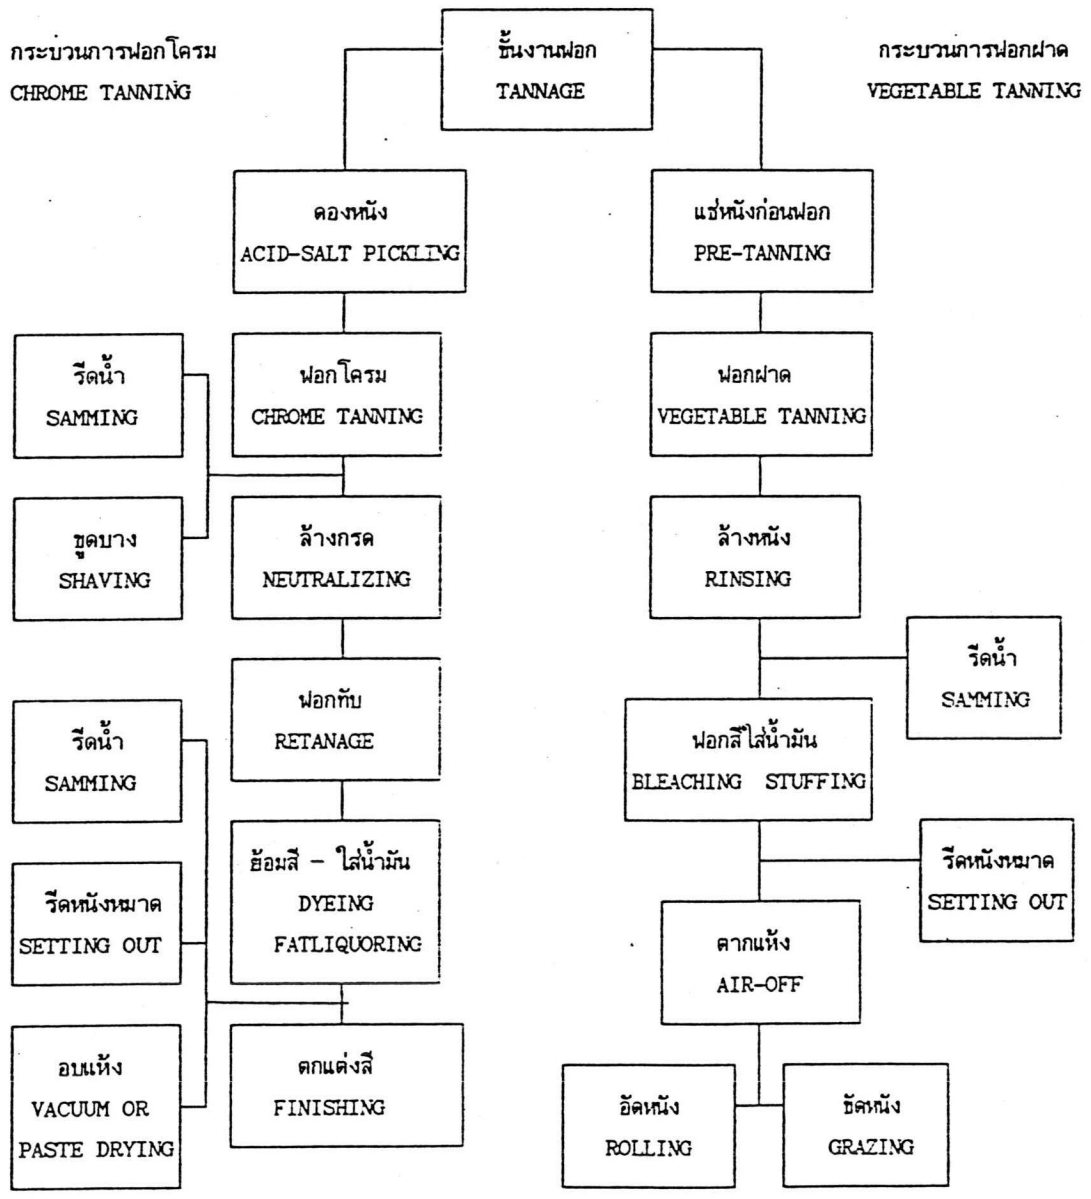 กระบวนการฟอกโครม
CHROME TANNING
ชั้นงานฟอก
TANNAGE
กระบวนการฟอกฝาด
VEGETABLE TANNING
ดองหนัง
ACID-SALT PICKLING
แช่หนังก่อนฟอก
PRE-TANNING
รีดน้ำ
SAMMING
ฟอกโครม
CHROME TANNING
ฟอกฝาด
VEGETABLE TANNING
ขูดบาง
SHAVING
ล้างกรด
NEUTRALIZING
ล้างหนัง
RINSING
รีดน้ำ
SAMMING
ฟอกทับ
RETANAGE
รีดน้ำ
SAMMING
ฟอกสีใส่น้ำมัน
BLEACHING STUFFING
ย้อมสี - ใส่น้ำมัน
DYEING
FATLIQUORING
รีดหนังหมาด
SETTING OUT
รีดหนังหมาด
SETTING OUT
ตากแห้ง
AIR-OFF
อบแห้ง
VACUUM OR
PASTE DRYING
ตกแต่งสี
FINISHING
อัดหนัง
ROLLING
ขัดหนัง
GRAZING